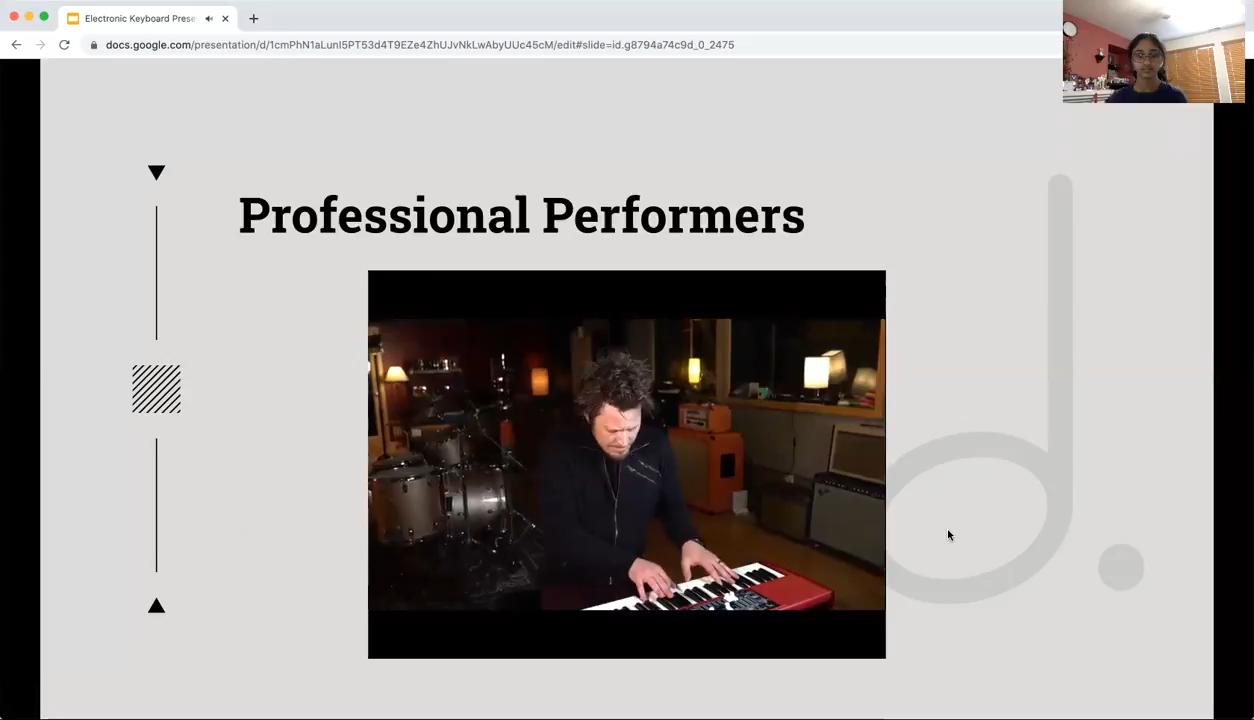 Electronic Keyboard Prese
docs.google.com/presentation/d/1cmPhN1aLunI5PT53d4T9EZe4ZhUJvNkLwAbyUUc45cM/edit#slide=id.g8794a74c9d_0_2475
Professional Performers